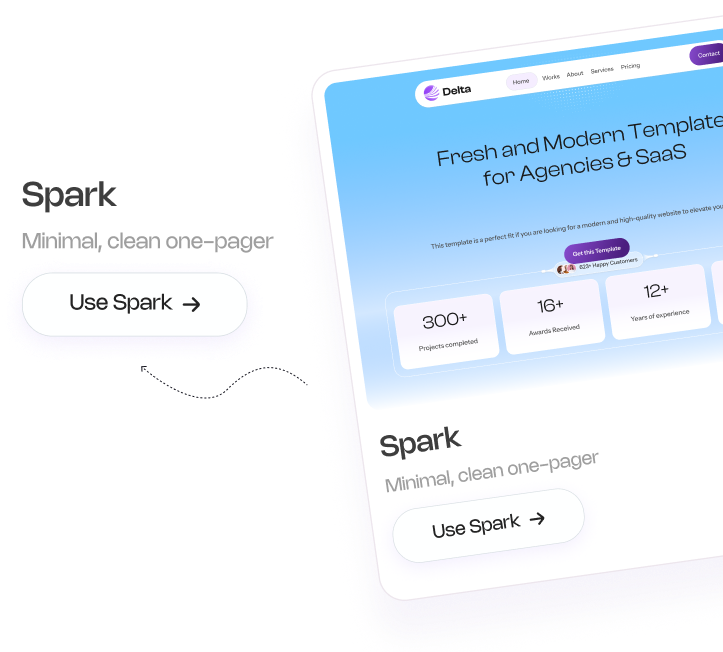 Spark
Minimal, clean one-pager
Use Spark
Delta
Home
Works
About
Services
Pricing
Contact
Fresh and Modern Template
for Agencies & SaaS
This template is a perfect fit if you are looking for a modern and high-quality website to elevate
Get this Template
823+ Happy Customers
300+
Projects completed
16+
Awards Received
12+
Years of experience
Spark
Minimal, clean one-pager
Use Spark